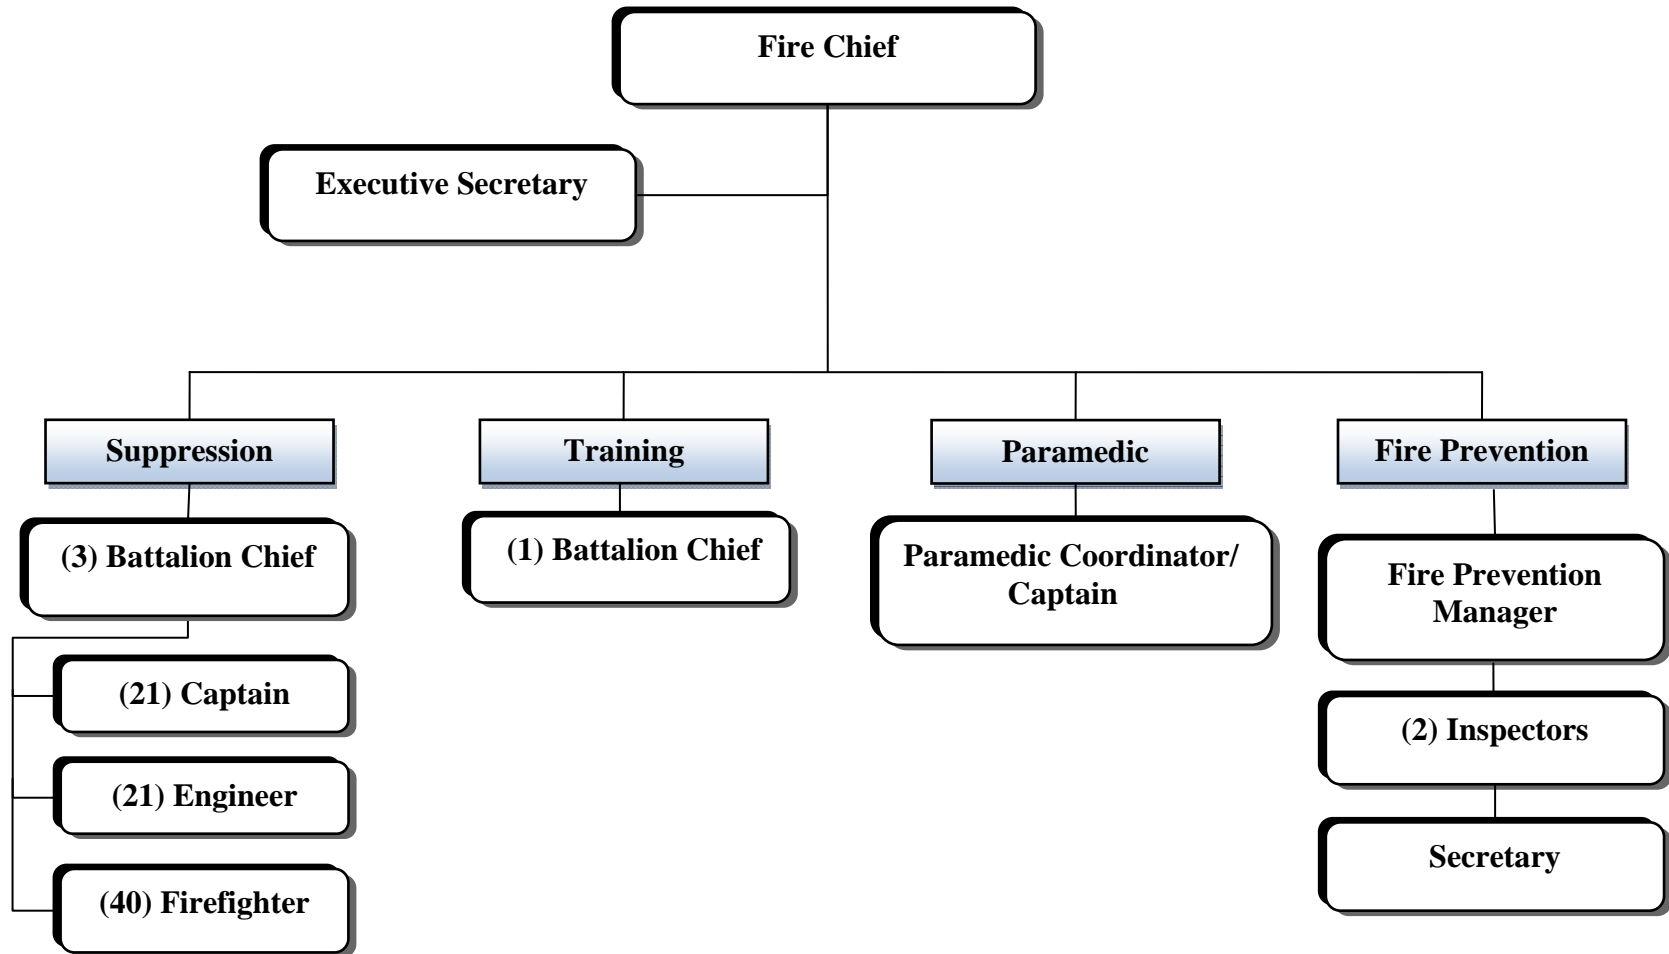 Fire Chief
Executive Secretary
Suppression
Training
Paramedic
Fire Prevention
(3) Battalion Chief
(21) Captain
(21) Engineer
(40) Firefighter
(1) Battalion Chief
Paramedic Coordinator/
Captain
Fire Prevention
Manager
(2) Inspectors
Secretary